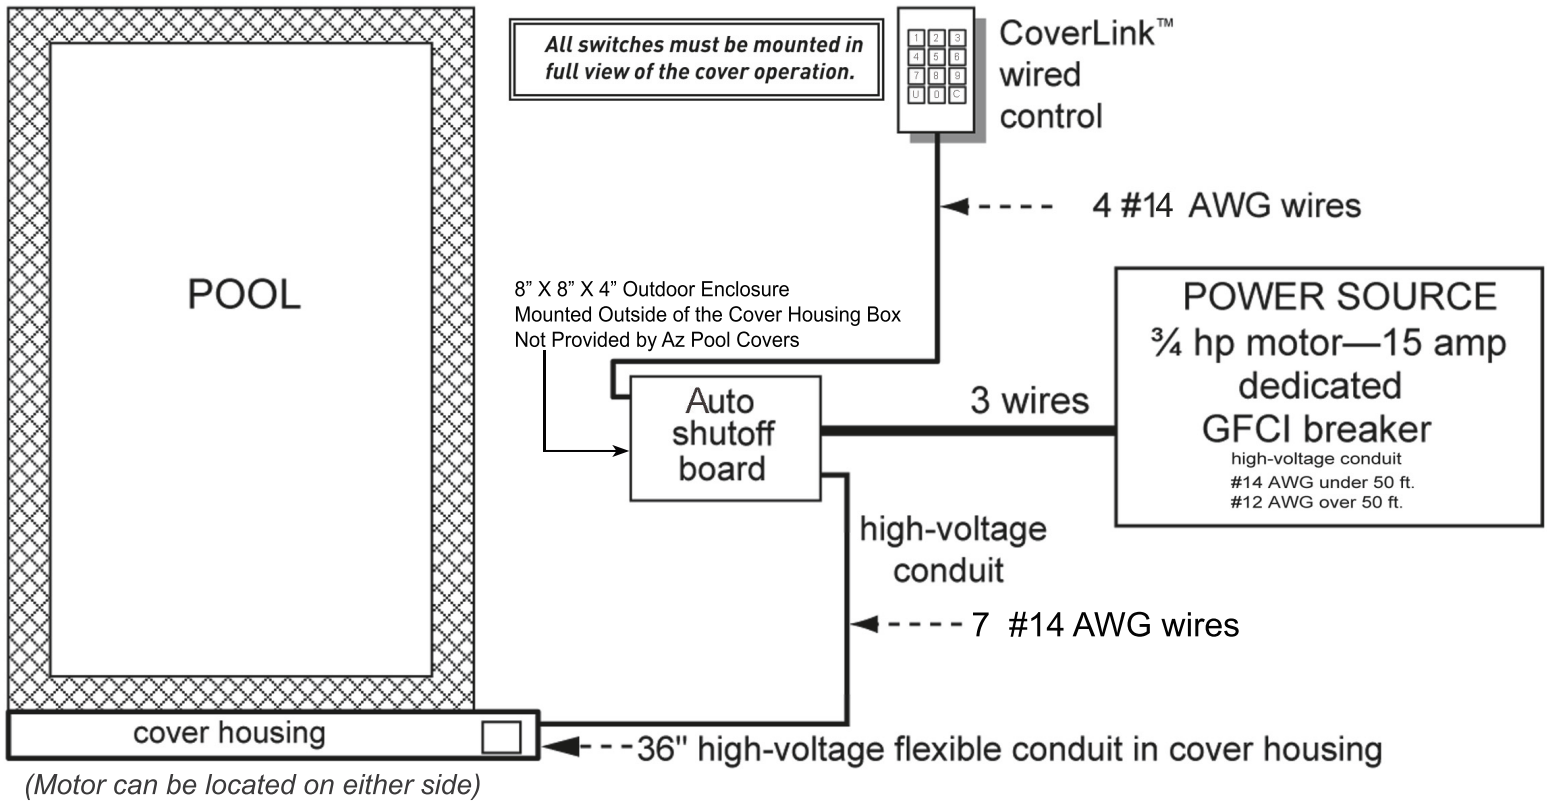 All switches must be mounted in
full view of the cover operation.
1 2 3
4 5 6
7 8 9
U 0 C
CoverLink™
wired
control
4 #14 AWG wires
POOL
8” X 8” X 4” Outdoor Enclosure
Mounted Outside of the Cover Housing Box
Not Provided by Az Pool Covers
Auto
shutoff
board
3 wires
POWER SOURCE
¾ hp motor—15 amp
dedicated
GFCI breaker
high-voltage conduit
#14 AWG under 50 ft.
#12 AWG over 50 ft.
high-voltage
conduit
7 #14 AWG wires
cover housing
36" high-voltage flexible conduit in cover housing
(Motor can be located on either side)